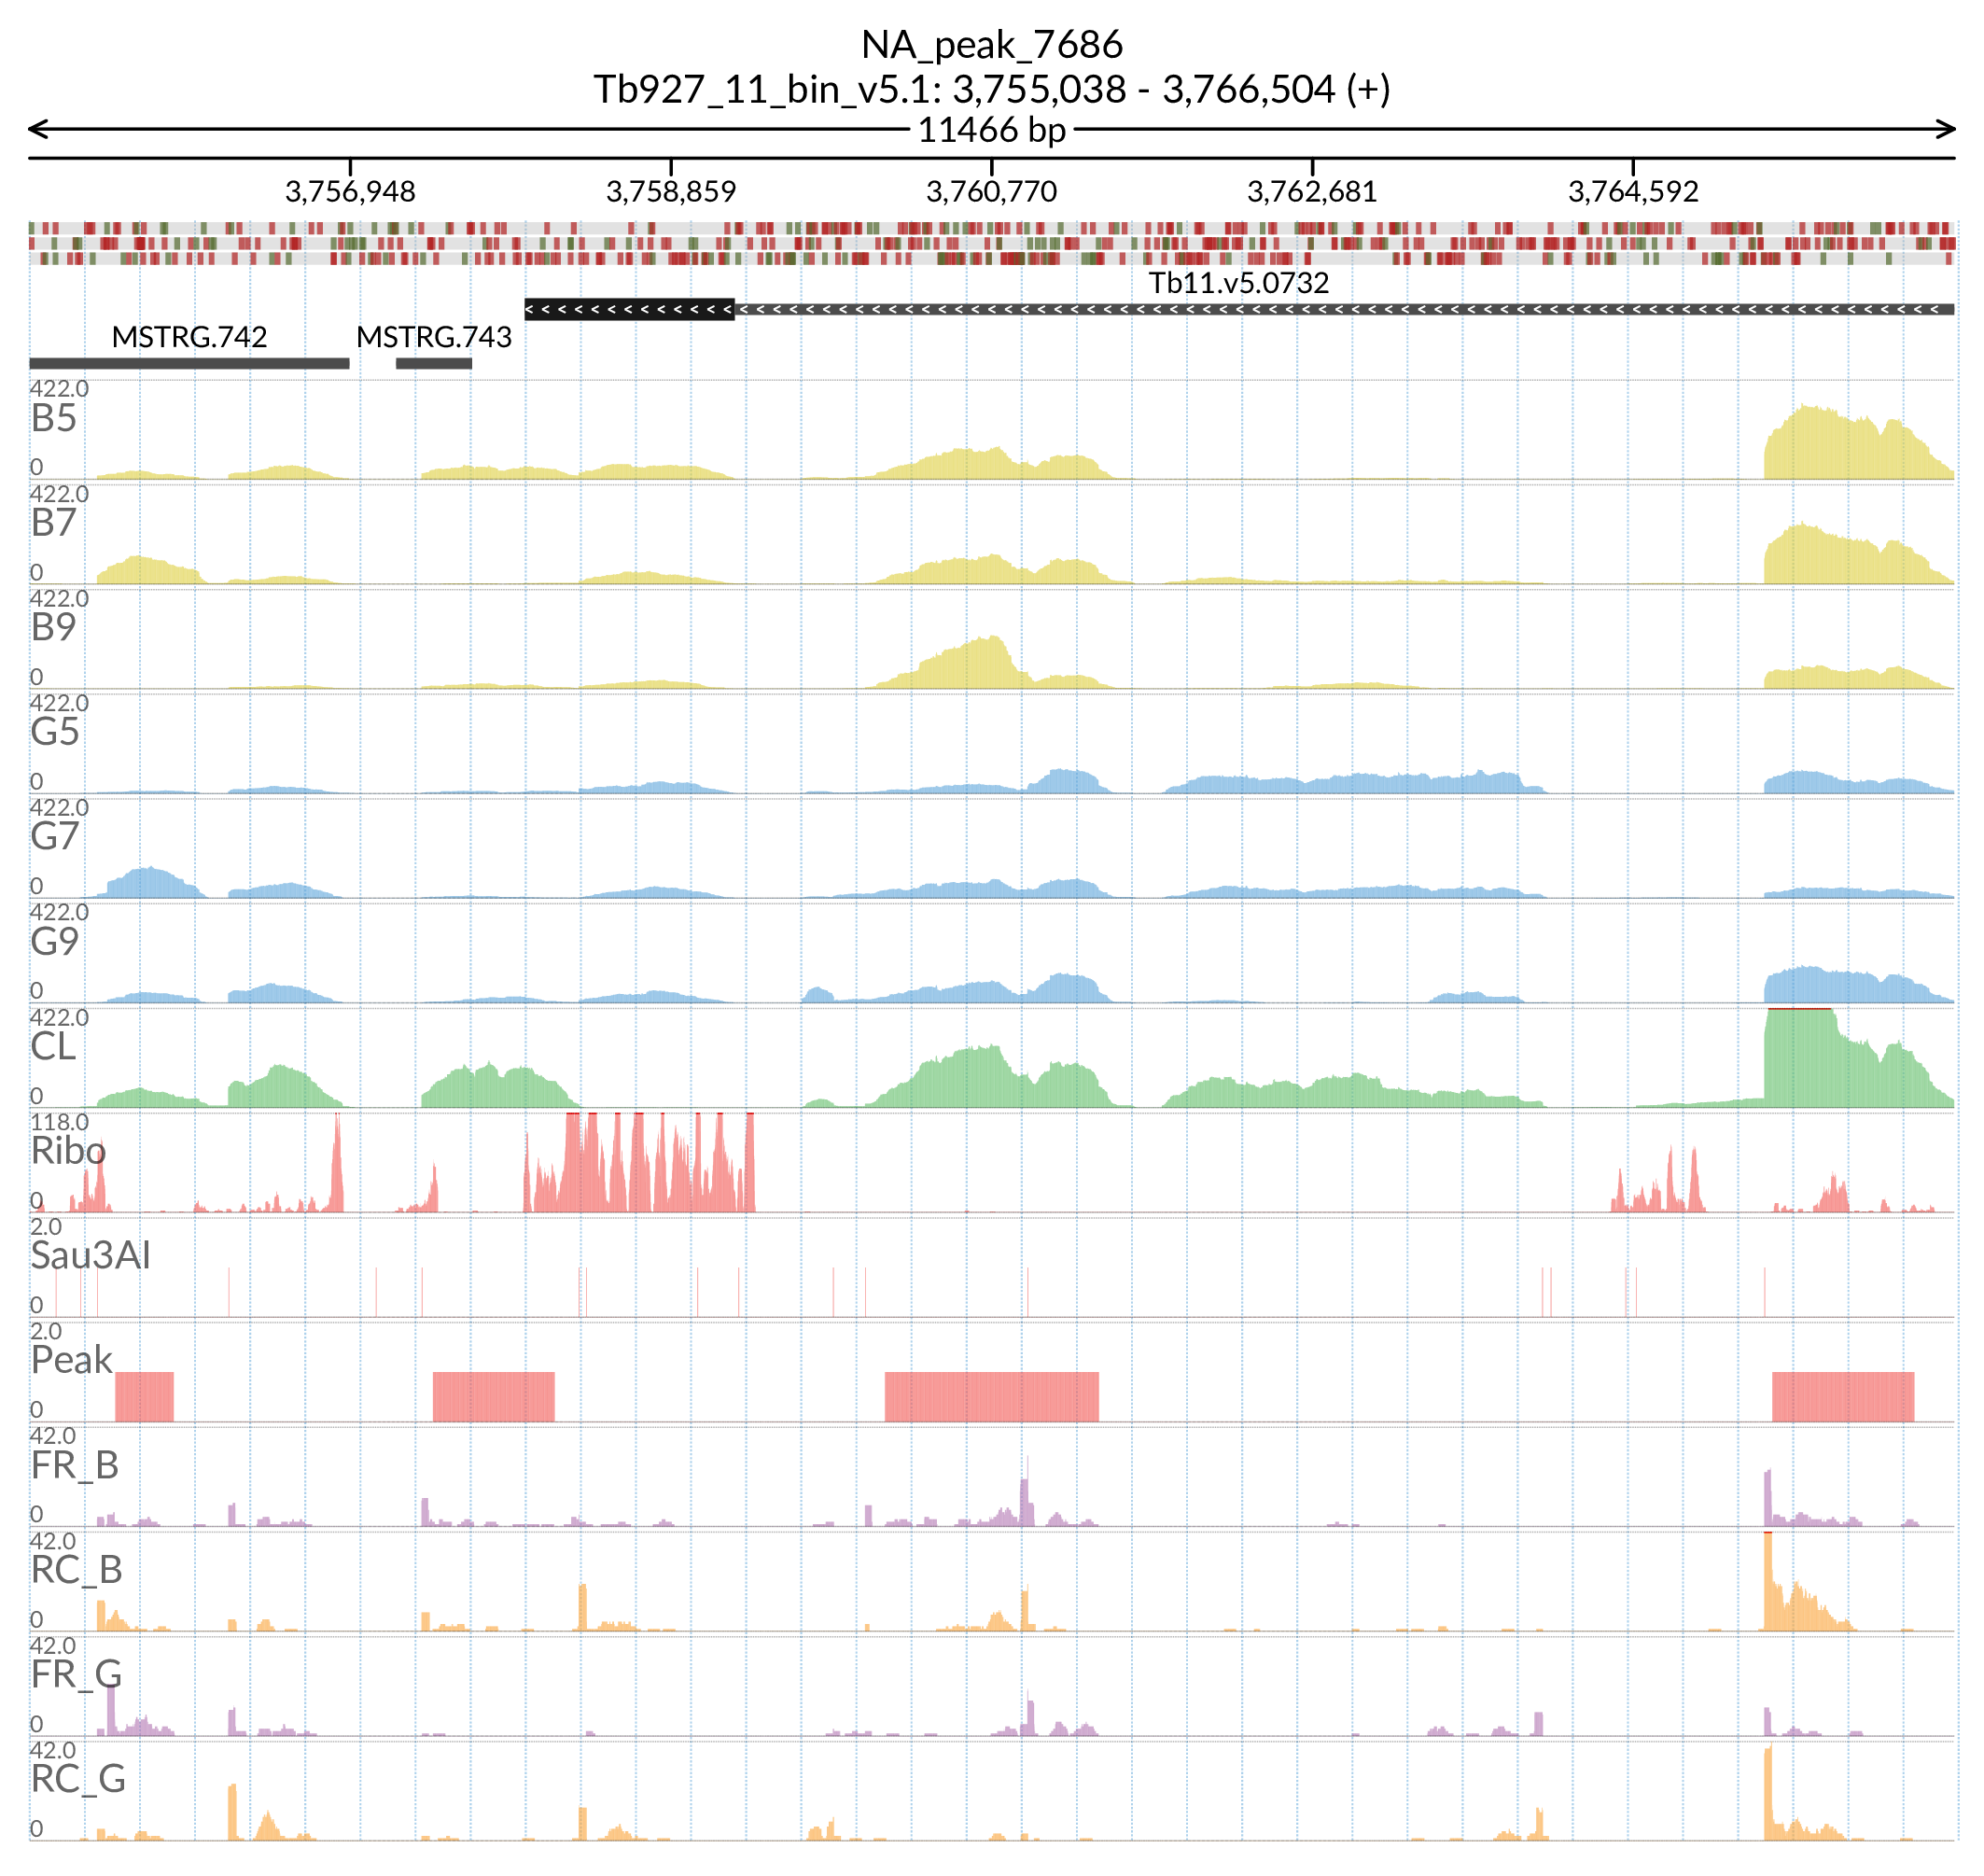 NA_peak_7686
Tb927_11_bin_v5.1: 3,755,038 - 3,766,504 (+)
11466 bp
3,756,948 3,758,859 3,760,770 3,762,681 3,764,592
Tb11.v5.0732
MSTRG.742 MSTRG.743
422.0
B5
0
422.0
B7
0
422.0
B9
0
422.0
G5
0
422.0
G7
0
422.0
G9
0
422.0
CL
0
118.0
Ribo
0
2.0
Sau3AI
0
2.0
Peak
0
42.0
FR_B
0
42.0
RC_B
0
42.0
FR_G
0
42.0
RC_G
0